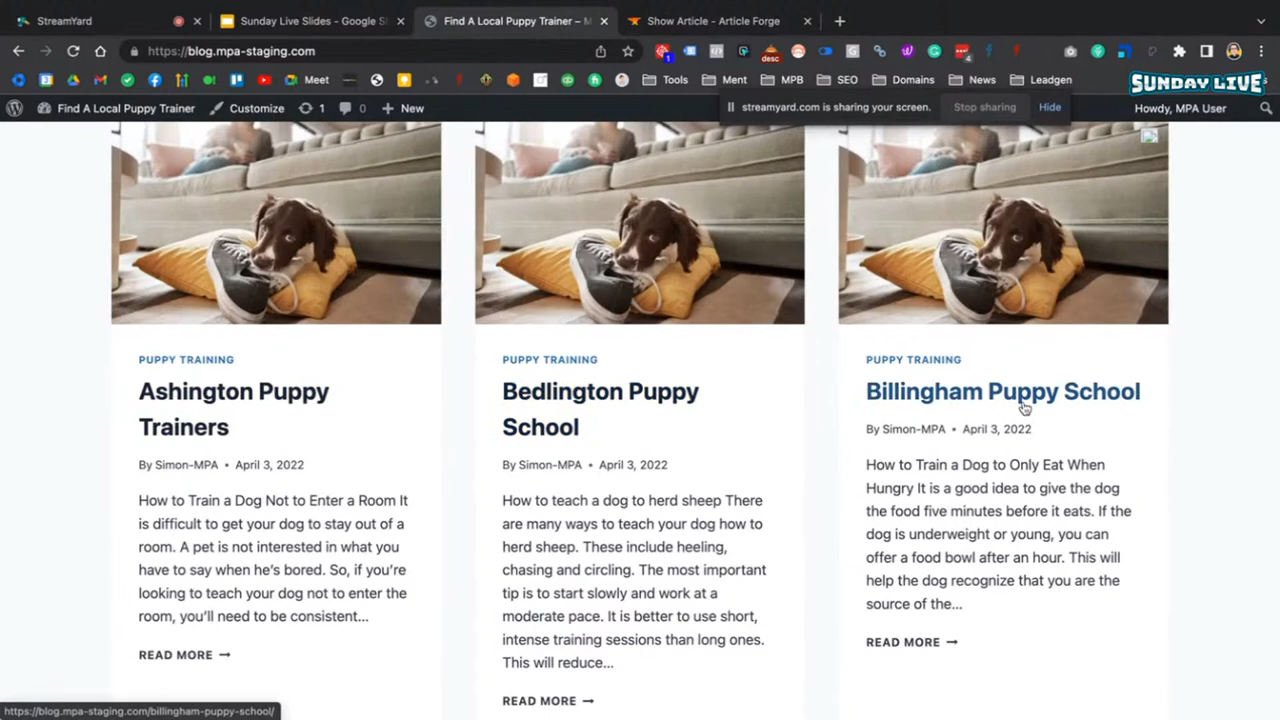 StreamYard
Sunday Live Slides - Google Sl
Find A Local Puppy Trainer – M
Show Article - Article Forge
https://blog.mpa-staging.com
Meet
Tools
Ment
MPB
SEO
Domains
News
Leadgen
SUNDAY LIVE
Find A Local Puppy Trainer
Customize
1
0
New
streamyard.com is sharing your screen.
Stop sharing
Hide
Howdy, MPA User
PUPPY TRAINING
Ashington Puppy
Trainers
By Simon-MPA • April 3, 2022
How to Train a Dog Not to Enter a Room It
is difficult to get your dog to stay out of a
room. A pet is not interested in what you
have to say when he's bored. So, if you're
looking to teach your dog not to enter the
room, you'll need to be consistent...
READ MORE →
PUPPY TRAINING
Bedlington Puppy
School
By Simon-MPA • April 3, 2022
How to teach a dog to herd sheep There
are many ways to teach your dog how to
herd sheep. These include heeling,
chasing and circling. The most important
tip is to start slowly and work at a
moderate pace. It is better to use short,
intense training sessions than long ones.
This will reduce...
READ MORE →
PUPPY TRAINING
Billingham Puppy School
By Simon-MPA • April 3, 2022
How to Train a Dog to Only Eat When
Hungry It is a good idea to give the dog
the food five minutes before it eats. If the
dog is underweight or young, you can
offer a food bowl after an hour. This will
help the dog recognize that you are the
source of the...
READ MORE →
https://blog.mpa-staging.com/billingham-puppy-school/